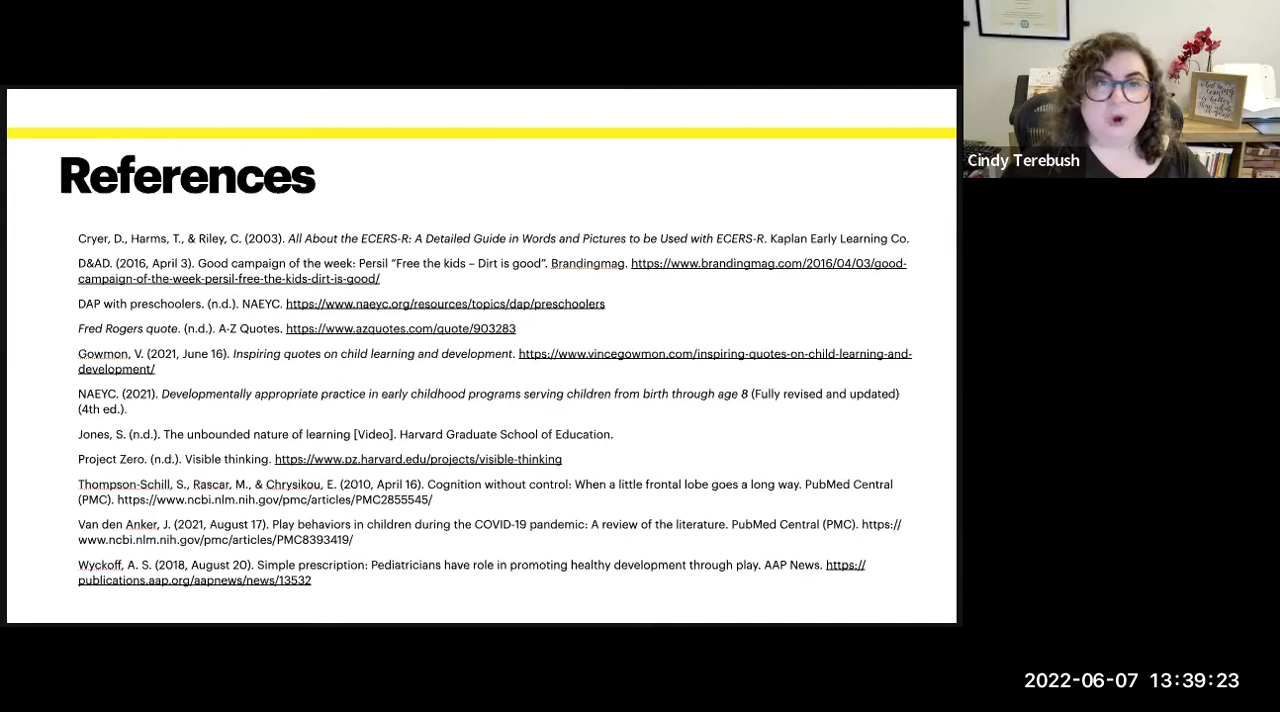 References
Cryer, D., Harms, T., & Riley, C. (2003). All About the ECERS-R: A Detailed Guide in Words and Pictures to be Used with ECERS-R. Kaplan Early Learning Co.
D&AD. (2016, April 3). Good campaign of the week: Persil “Free the kids – Dirt is good”. Brandingmag. https://www.brandingmag.com/2016/04/03/good-
campaign-of-the-week-persil-free-the-kids-dirt-is-good/
DAP with preschoolers. (n.d.). NAEYC. https://www.naeyc.org/resources/topics/dap/preschoolers
Fred Rogers quote. (n.d.). A-Z Quotes. https://www.azquotes.com/quote/903283
Gowmon, V. (2021, June 16). Inspiring quotes on child learning and development. https://www.vincegowmon.com/inspiring-quotes-on-child-learning-and-
development/
NAEYC. (2021). Developmentally appropriate practice in early childhood programs serving children from birth through age 8 (Fully revised and updated)
(4th ed.).
Jones, S. (n.d.). The unbounded nature of learning [Video]. Harvard Graduate School of Education.
Project Zero. (n.d.). Visible thinking. https://www.pz.harvard.edu/projects/visible-thinking
Thompson-Schill, S., Rascar, M., & Chrysikou, E. (2010, April 16). Cognition without control: When a little frontal lobe goes a long way. PubMed Central
(PMC). https://www.ncbi.nlm.nih.gov/pmc/articles/PMC2855545/
Van den Anker, J. (2021, August 17). Play behaviors in children during the COVID-19 pandemic: A review of the literature. PubMed Central (PMC). https://
www.ncbi.nlm.nih.gov/pmc/articles/PMC8393419/
Wyckoff, A. S. (2018, August 20). Simple prescription: Pediatricians have role in promoting healthy development through play. AAP News. https://
publications.aap.org/aapnews/news/13532
Cindy Terebush
2022-06-07 13:39:23